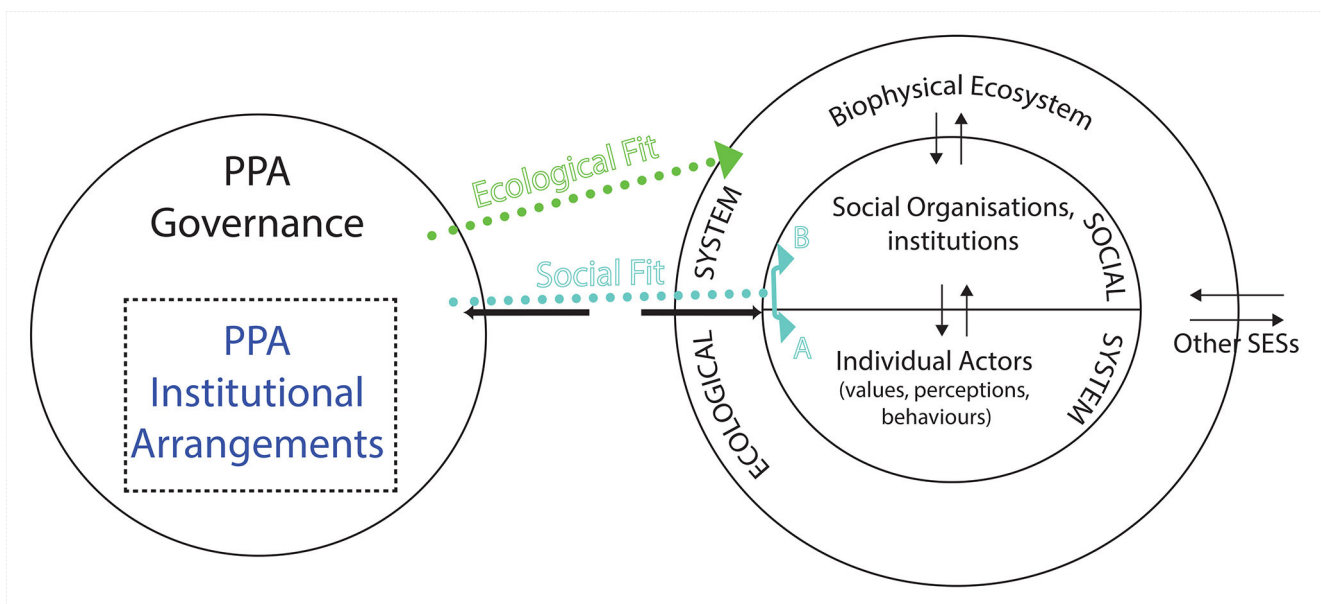 PPA
Governance
PPA
Institutional
Arrangements
Ecological Fit
Social Fit
Biophysical Ecosystem
ECOLOGICAL SYSTEM
Social Organisations,
institutions
SOCIAL SYSTEM
B
A
Individual Actors
(values, perceptions,
behaviours)
Other SESs